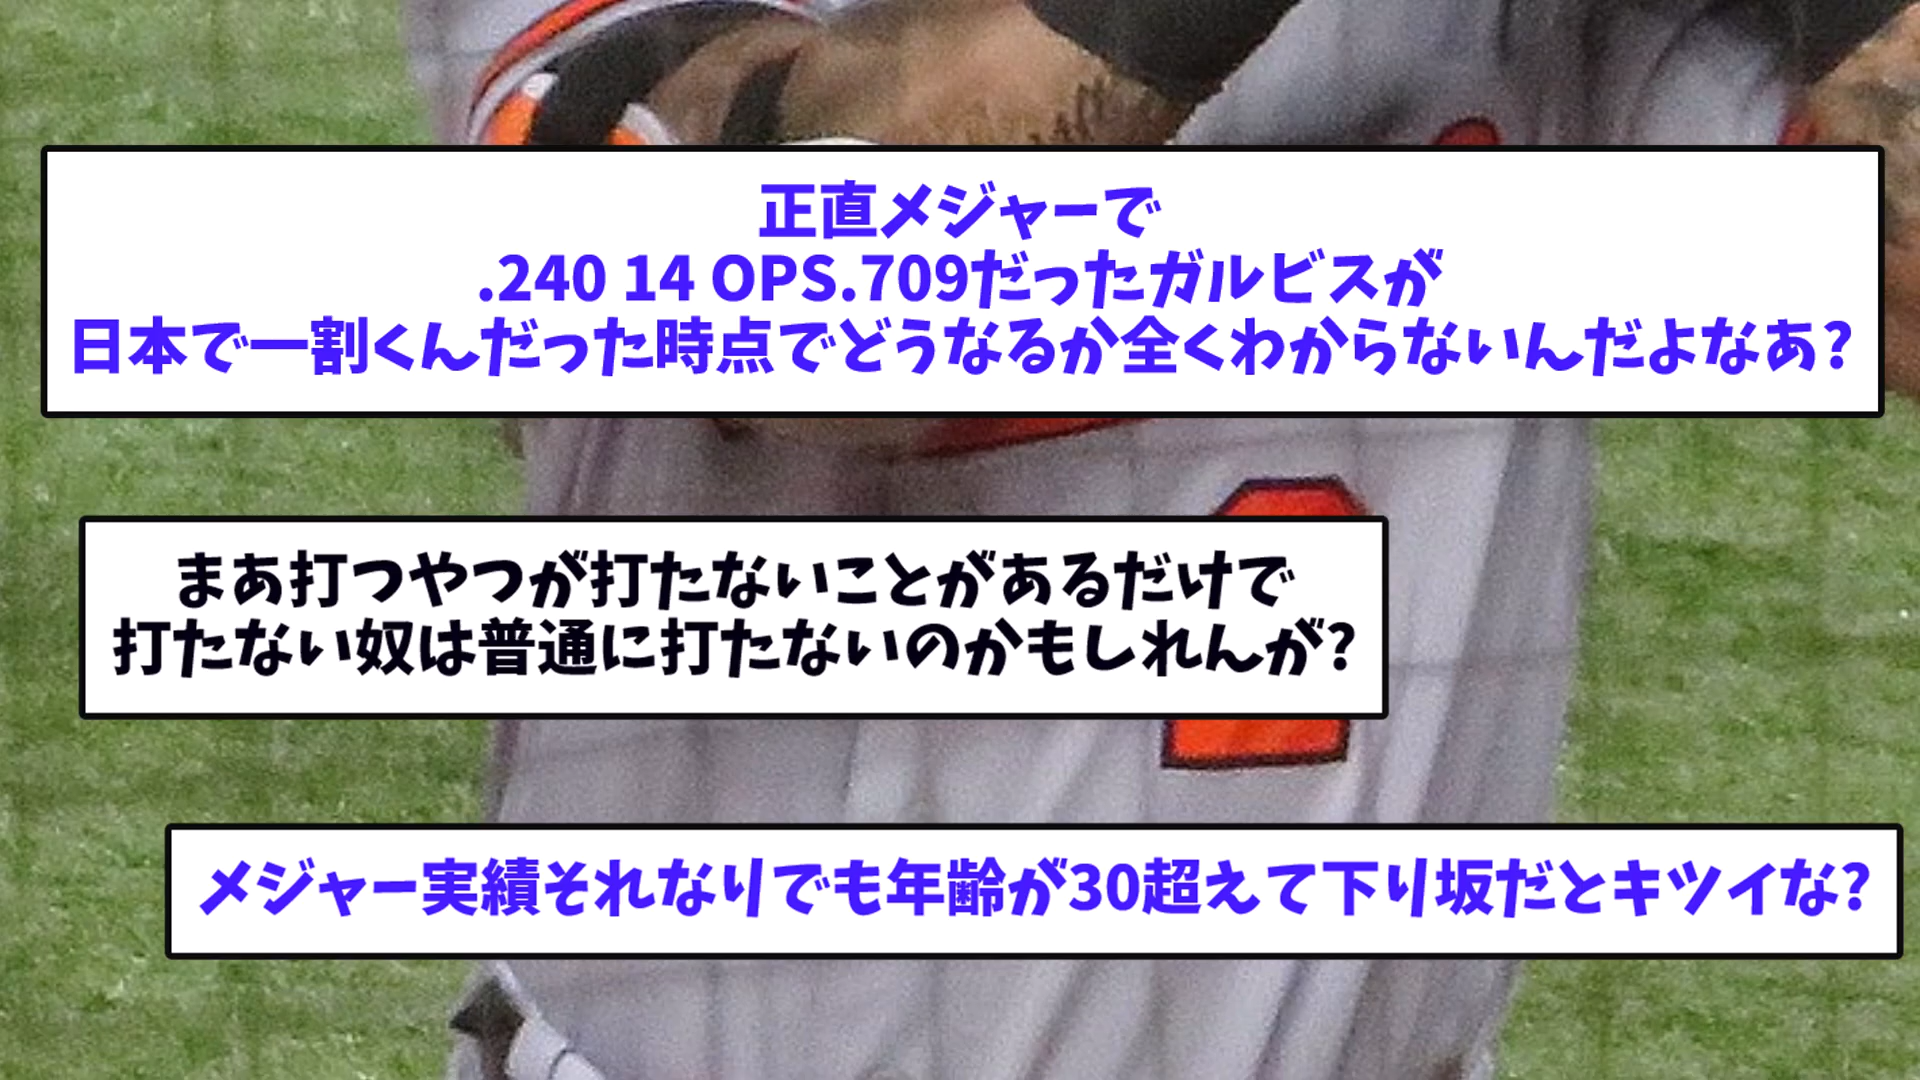 正直メジャーで
.240 14 OPS.709だったガルビスが
日本で一割くんだった時点でどうなるか全くわからないんだよなあ?
まあ打つやつが打たないことがあるだけで
打たない奴は普通に打たないのかもしれんが?
メジャー実績それなりでも年齢が30超えて下り坂だとキツイな?